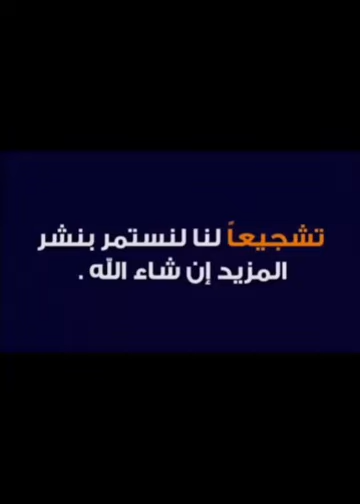 تشجيعاً لنا لنستمر بنشر
المزيد إن شاء الله .